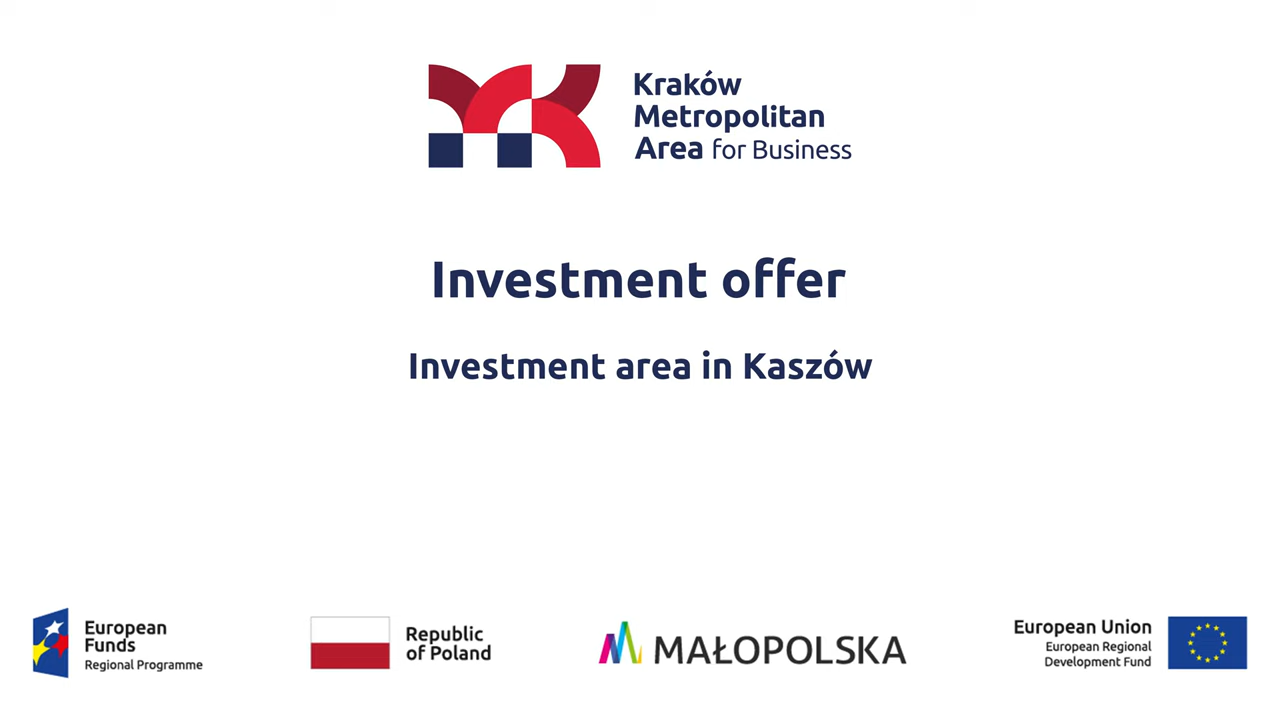 Kraków
Metropolitan
Area for Business
Investment offer
Investment area in Kaszów
European
Funds
Regional Programme
Republic
of Poland
MAŁOPOLSKA
European Union
European Regional
Development Fund